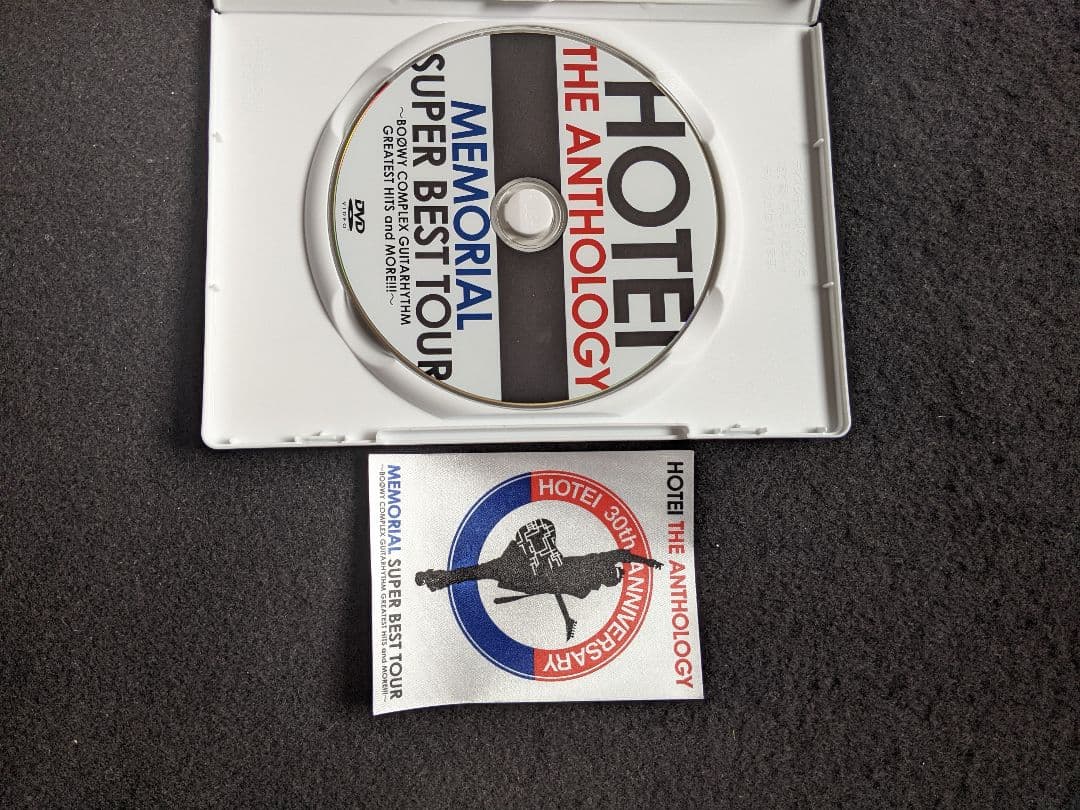 HOTEI
THE ANTHOLOGY
MEMORIAL
SUPER BEST TOUR
～BOØWY COMPLEX GUITARHYTHM
GREATEST HITS and MORE!!!～
DVD
VIDEO
HOTEI THE ANTHOLOGY
HOTEI 30th ANNIVERSARY
MEMORIAL SUPER BEST TOUR
～BOØWY COMPLEX GUITARHYTHM GREATEST HITS and MORE!!!～